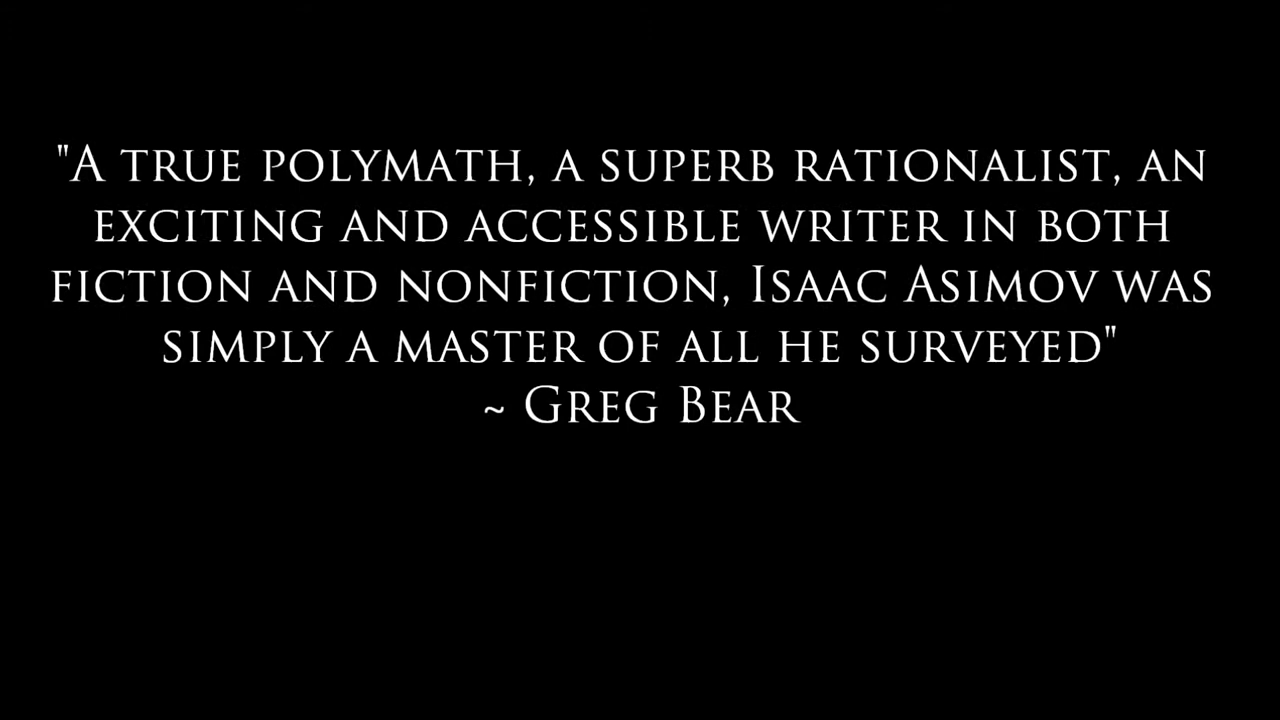 "A true polymath, a superb rationalist, an
exciting and accessible writer in both
fiction and nonfiction, Isaac Asimov was
simply a master of all he surveyed"
~ Greg Bear